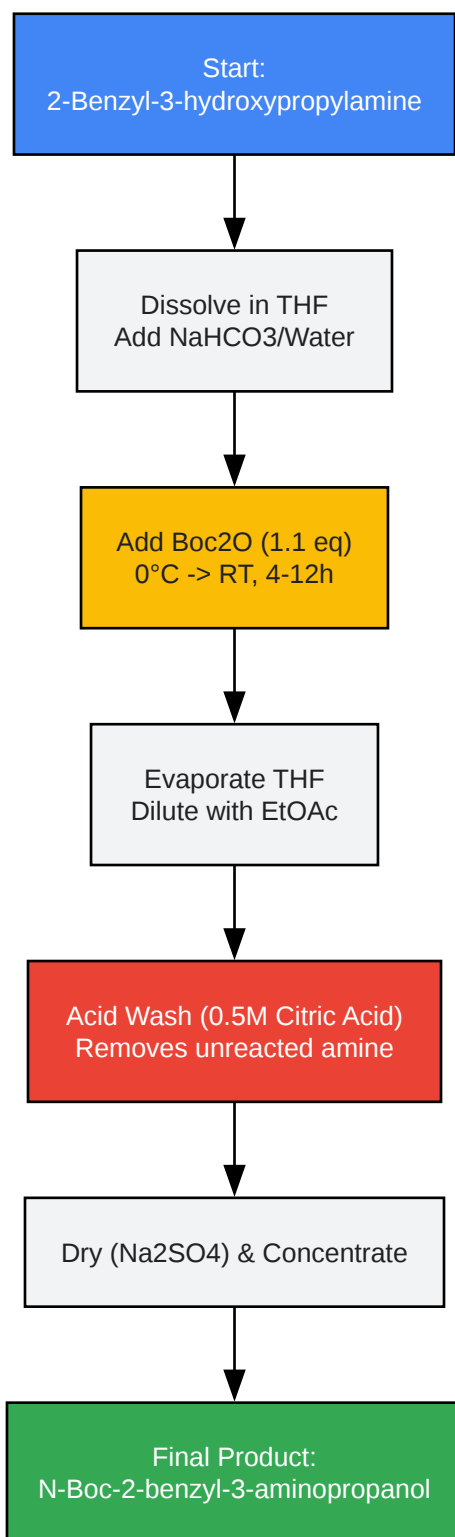 Start:
2-Benzyl-3-hydroxypropylamine
Dissolve in THF
Add NaHCO3/Water
Add Boc2O (1.1 eq)
0°C -> RT, 4-12h
Evaporate THF
Dilute with EtOAc
Acid Wash (0.5M Citric Acid)
Removes unreacted amine
Dry (Na2SO4) & Concentrate
Final Product:
N-Boc-2-benzyl-3-aminopropanol